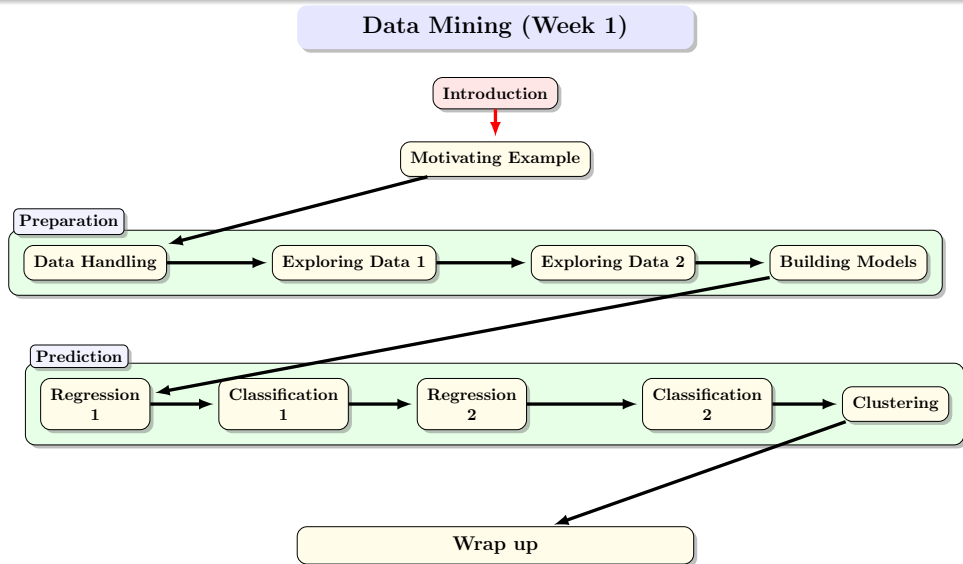 Data Mining (Week 1)
Introduction
Motivating Example
Preparation
Data Handling
Exploring Data 1
Exploring Data 2
Building Models
Prediction
Regression
1
Classification
1
Regression
2
Classification
2
Clustering
Wrap up